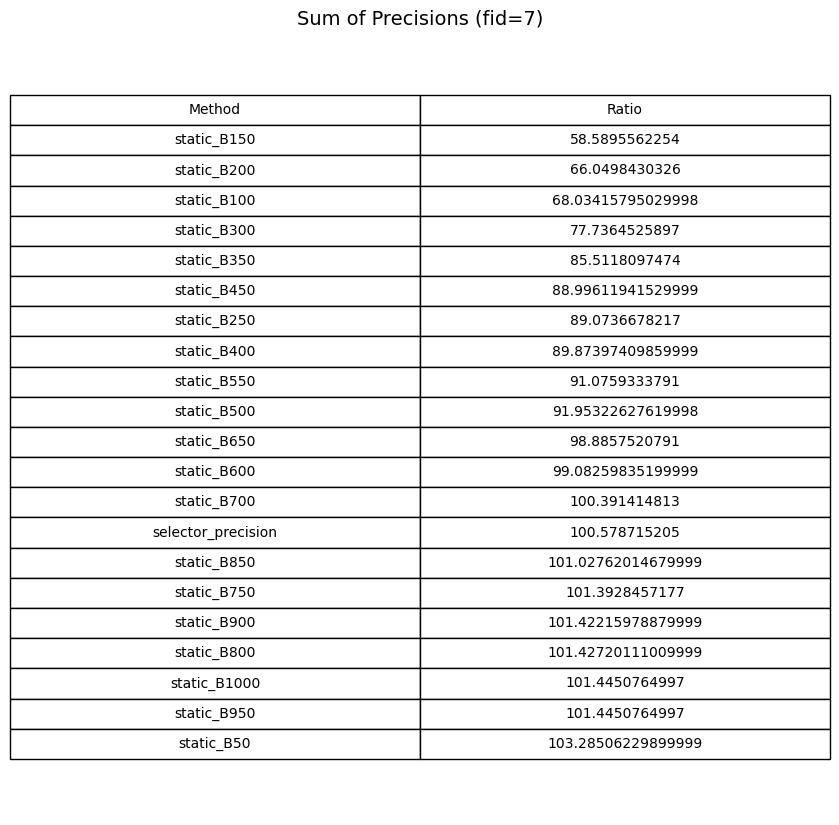 Sum of Precisions (fid=7)
Method Ratio
static_B150 58.5895562254
static_B200 66.0498430326
static_B100 68.03415795029998
static_B300 77.7364525897
static_B350 85.5118097474
static_B450 88.99611941529999
static_B250 89.0736678217
static_B400 89.87397409859999
static_B550 91.0759333791
static_B500 91.95322627619998
static_B650 98.8857520791
static_B600 99.08259835199999
static_B700 100.391414813
selector_precision 100.578715205
static_B850 101.02762014679999
static_B750 101.3928457177
static_B900 101.42215978879999
static_B800 101.42720111009999
static_B1000 101.4450764997
static_B950 101.4450764997
static_B50 103.28506229899999